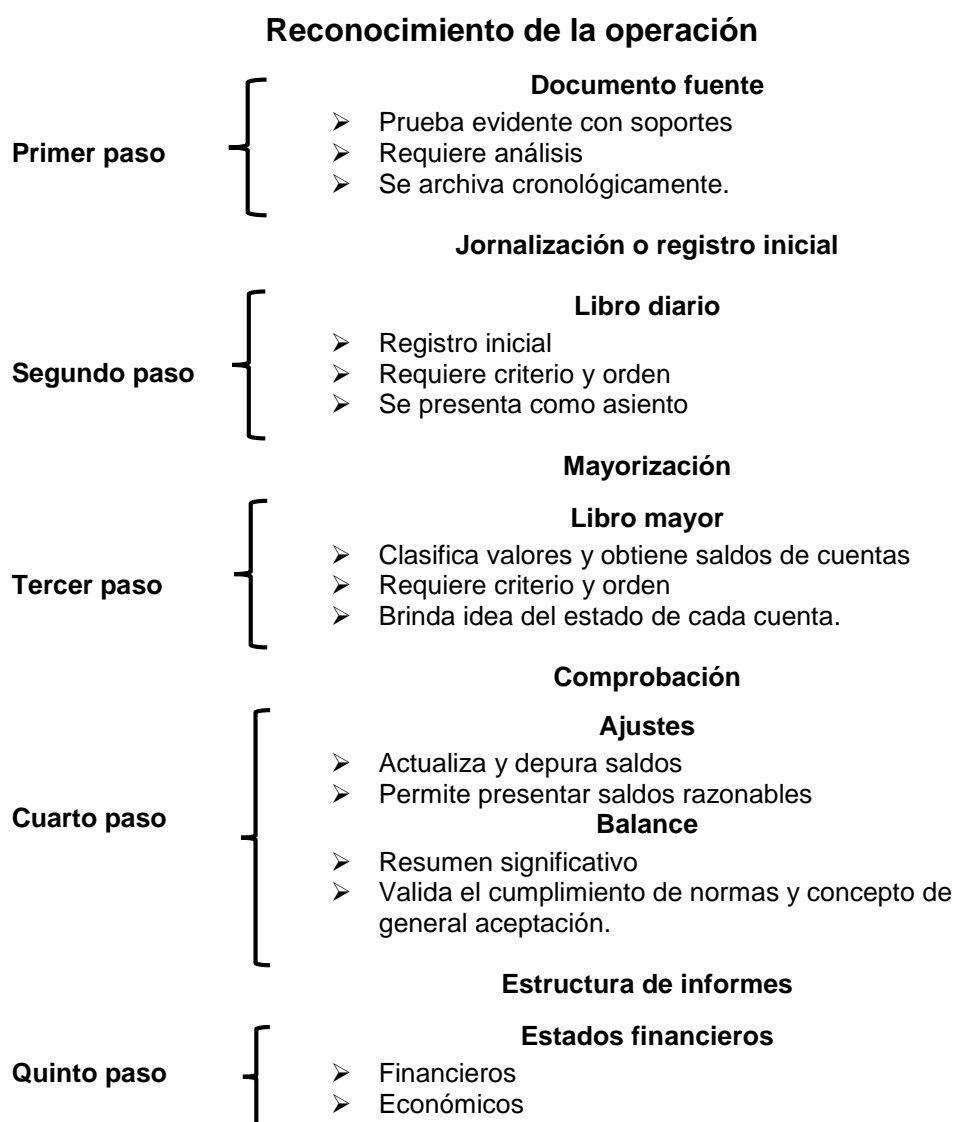 Reconocimiento de la operación
Documento fuente
Primer paso
➢ Prueba evidente con soportes
➢ Requiere análisis
➢ Se archiva cronológicamente.
Jornalización o registro inicial
Libro diario
Segundo paso
➢ Registro inicial
➢ Requiere criterio y orden
➢ Se presenta como asiento
Mayorización
Libro mayor
Tercer paso
➢ Clasifica valores y obtiene saldos de cuentas
➢ Requiere criterio y orden
➢ Brinda idea del estado de cada cuenta.
Comprobación
Ajustes
Cuarto paso
➢ Actualiza y depura saldos
➢ Permite presentar saldos razonables
Balance
➢ Resumen significativo
➢ Valida el cumplimiento de normas y concepto de
general aceptación.
Estructura de informes
Estados financieros
Quinto paso
➢ Financieros
➢ Económicos